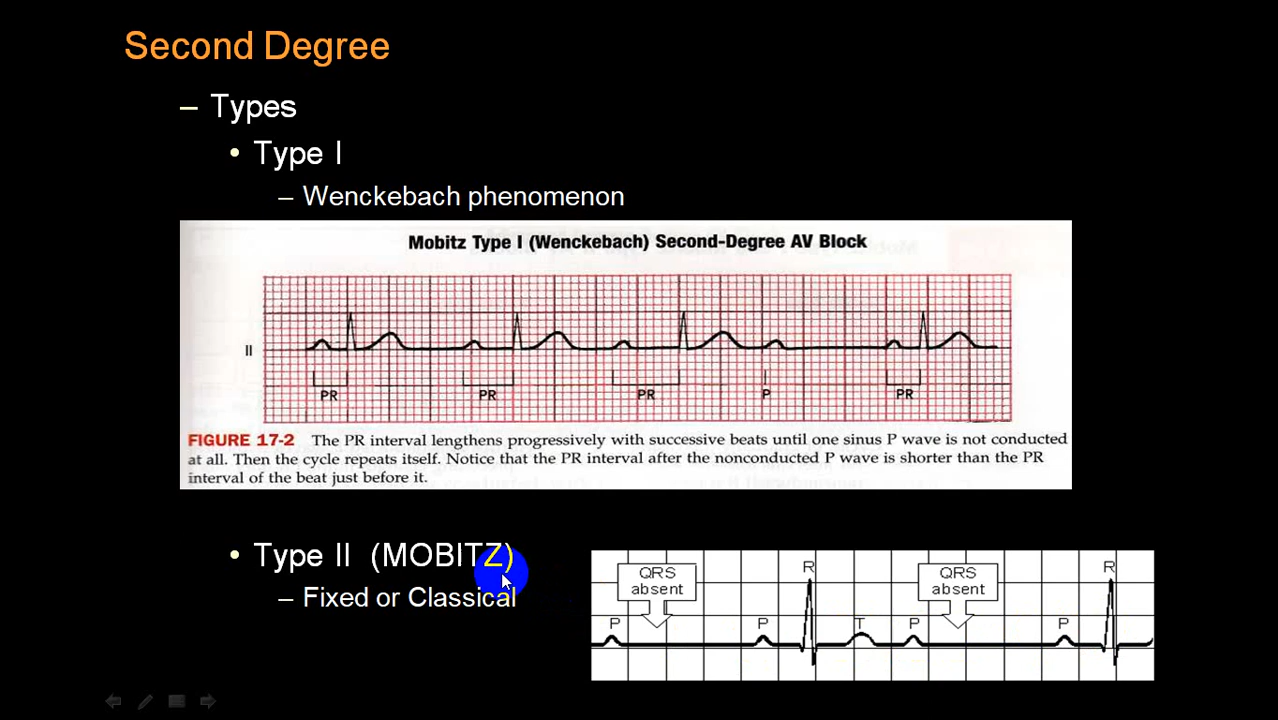 Second Degree
– Types
• Type I
– Wenckebach phenomenon
Mobitz Type I (Wenckebach) Second-Degree AV Block
II
PR PR PR P PR
FIGURE 17-2 The PR interval lengthens progressively with successive beats until one sinus P wave is not conducted
at all. Then the cycle repeats itself. Notice that the PR interval after the nonconducted P wave is shorter than the PR
interval of the beat just before it.
• Type II (MOBITZ)
– Fixed or Classical
R R
QRS QRS
absent absent
P P T P P